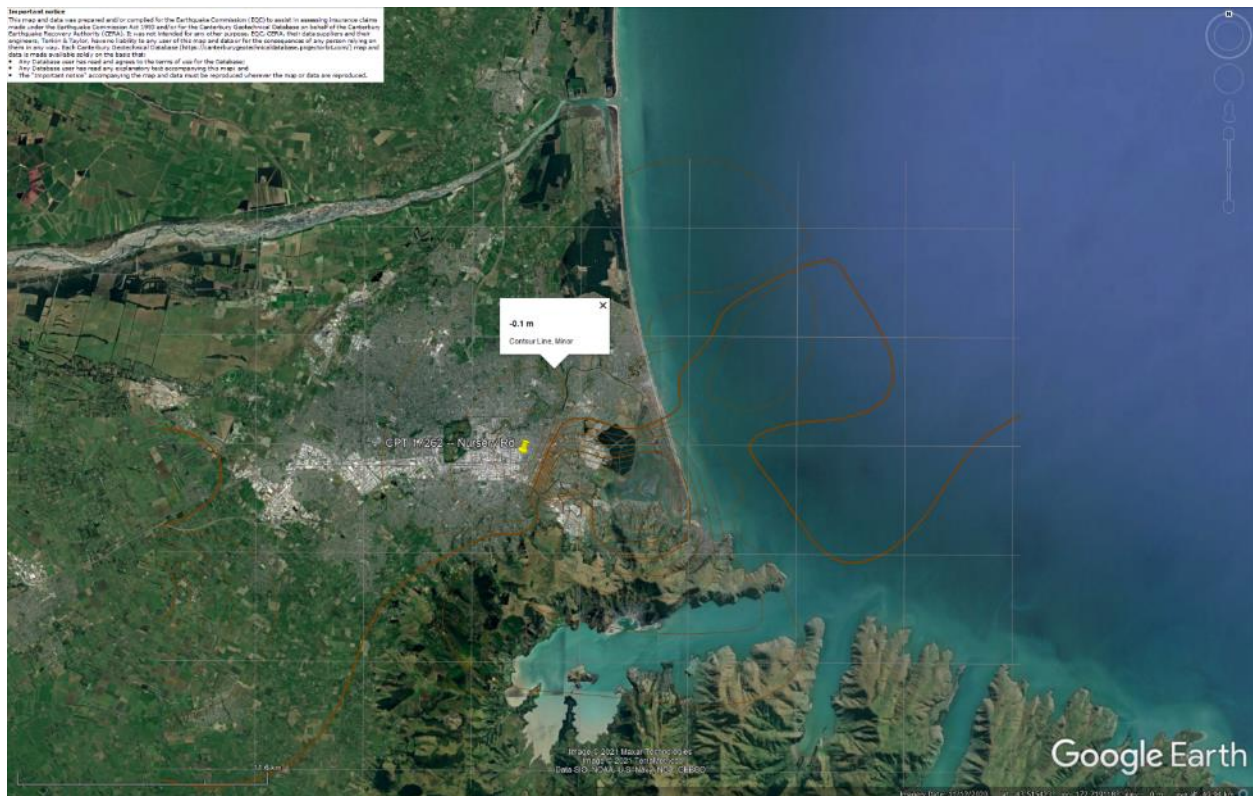 Important notice
This map and data was prepared and/or compiled for the Earthquake Commission (EQC) to assist in assessing insurance claims
made under the Earthquake Commission Act 1993 and/or for the Canterbury Geotechnical Database on behalf of the Canterbury
Earthquake Recovery Authority (CERA). It was not intended for any other purpose. EQC, CERA, their data suppliers and their
engineers, Tonkin & Taylor, have no liability to any user of this map and data or for the consequences of any person relying on
them in any way. Each Canterbury Geotechnical Database (https://canterburygeotechnicaldatabase.projectorbit.com/) map and
data is made available solely on the basis that:
• Any Database user has read and agrees to the terms of use for the Database;
• Any Database user has read any explanatory text accompanying this map; and
• The "Important notice" accompanying the map and data must be reproduced wherever the map or data are reproduced.
N
-0.1 m
Contour Line, Minor
Nursery Rd
Image © 2021 Maxar Technologies
Image © 2021 TerraMetrics
Data SIO, NOAA, U.S. Navy, NGA, GEBCO
Google Earth